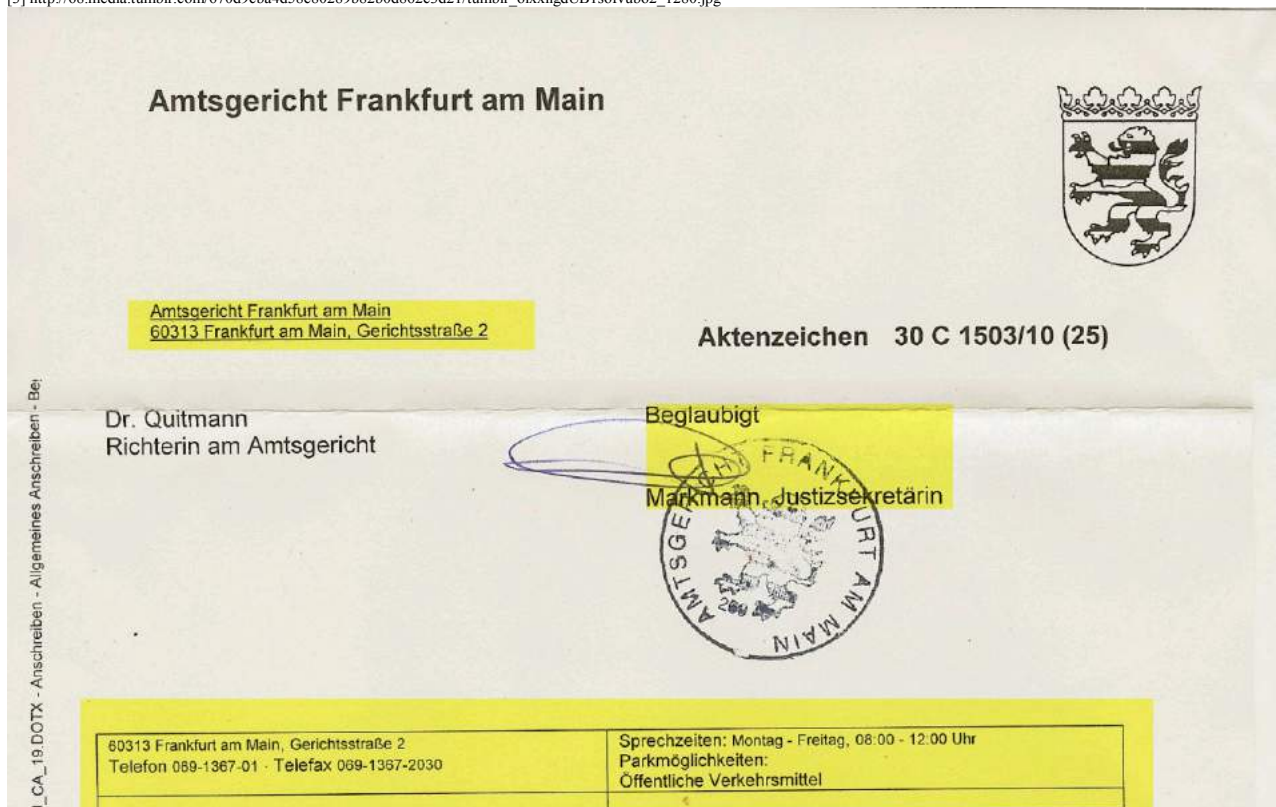 Amtsgericht Frankfurt am Main
Amtsgericht Frankfurt am Main
60313 Frankfurt am Main, Gerichtsstraße 2
Aktenzeichen 30 C 1503/10 (25)
Dr. Quitmann
Richterin am Amtsgericht
Beglaubigt
Markmann, Justizsekretärin
AMTSGERICHT FRANKFURT AM MAIN
60313 Frankfurt am Main, Gerichtsstraße 2
Telefon 069-1367-01 · Telefax 069-1367-2030
Sprechzeiten: Montag - Freitag, 08:00 - 12:00 Uhr
Parkmöglichkeiten:
Öffentliche Verkehrsmittel
_CA_19.DOTX - Anschreiben - Allgemeines Anschreiben - Be